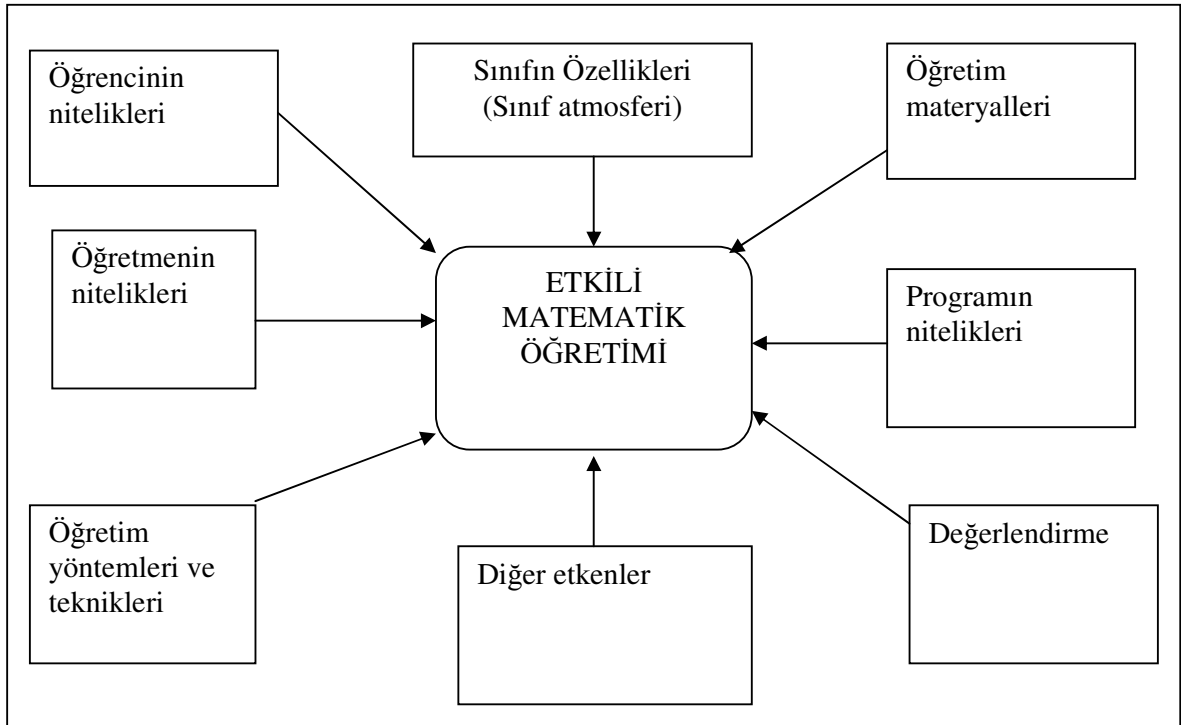 Öğrencinin
nitelikleri
Sınıfın Özellikleri
(Sınıf atmosferi)
Öğretim
materyalleri
Öğretmenin
nitelikleri
ETKİLİ
MATEMATİK
ÖĞRETİMİ
Programın
nitelikleri
Öğretim
yöntemleri ve
teknikleri
Diğer etkenler
Değerlendirme